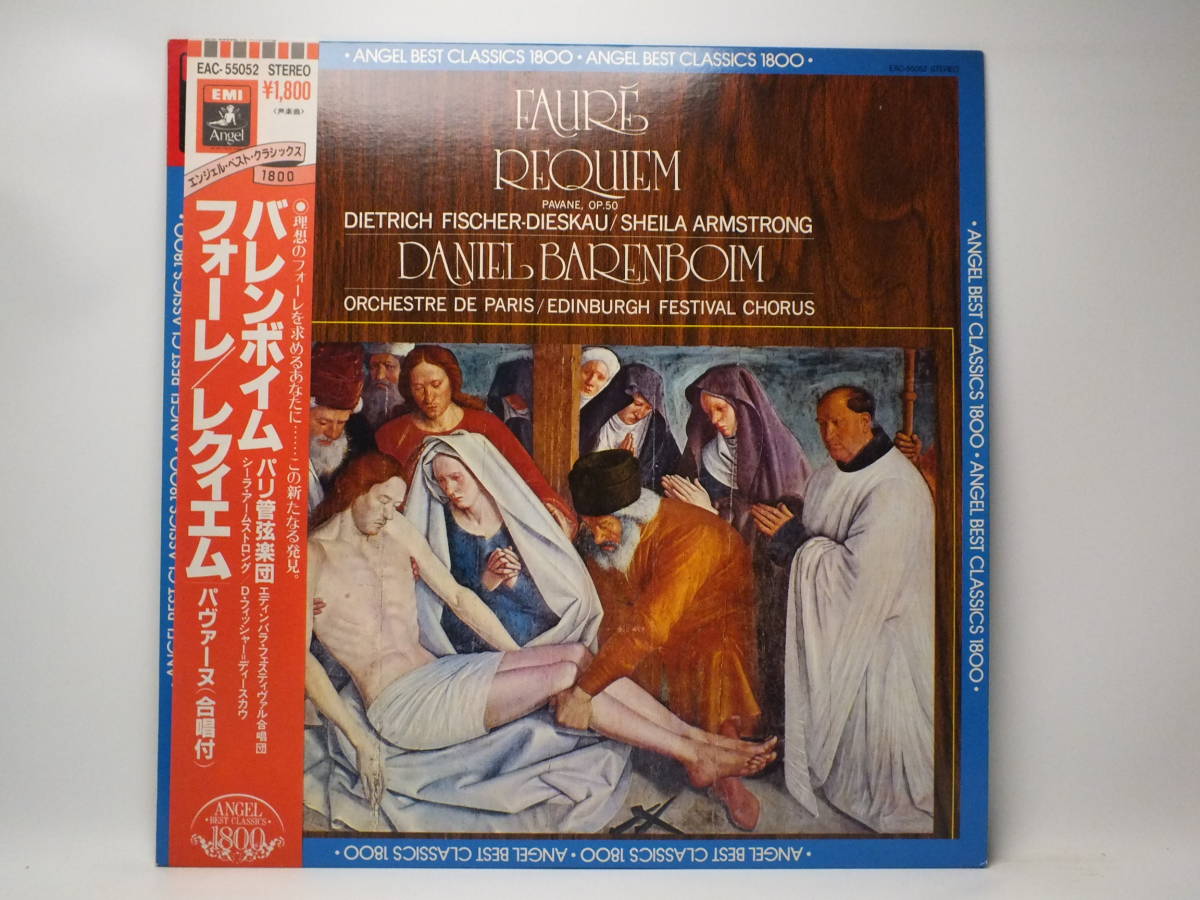 EAC-55052 STEREO
EMI
Angel
¥1,800
〈声楽曲〉
エンジェル・ベスト・クラシックス
1800
●理想のフォーレを求めるあなたに……この新たなる発見。
バレンボイム パリ管弦楽団
エディンバラ・フェスティヴァル合唱団
シーラ・アームストロング/D・フィッシャー=ディースカウ
フォーレ/レクィエム パヴァーヌ(合唱付)
ANGEL
・BEST CLASSICS・
1800
・ANGEL BEST CLASSICS 1800・ANGEL BEST CLASSICS 1800・
EAC-55052 STEREO
FAURÉ
REQUIEM
PAVANE, OP.50
DIETRICH FISCHER-DIESKAU/SHEILA ARMSTRONG
DANIEL BARENBOIM
ORCHESTRE DE PARIS/EDINBURGH FESTIVAL CHORUS
・ANGEL BEST CLASSICS 1800・ANGEL BEST CLASSICS 1800・
・ANGEL BEST CLASSICS 1800・ANGEL BEST CLASSICS 1800・
・ANGEL BEST CLASSICS 1800・ANGEL BEST CLASSICS 1800・